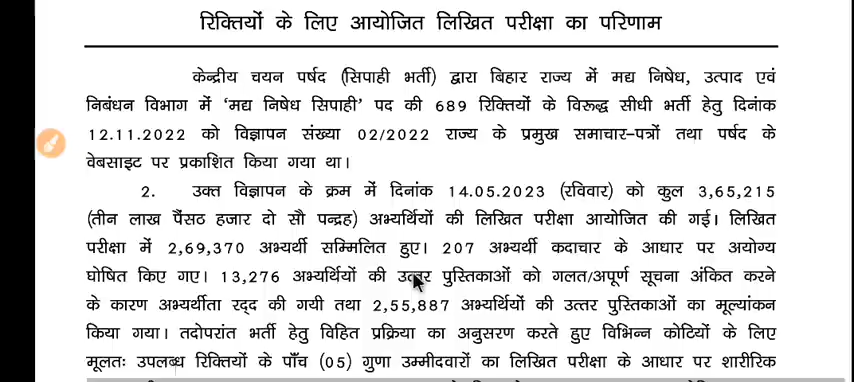 रिक्तियों के लिए आयोजित लिखित परीक्षा का परिणाम
केन्द्रीय चयन पर्षद (सिपाही भर्ती) द्वारा बिहार राज्य में मद्य निषेध, उत्पाद एवं
निबंधन विभाग में ‘मद्य निषेध सिपाही’ पद की 689 रिक्तियों के विरूद्ध सीधी भर्ती हेतु दिनांक
12.11.2022 को विज्ञापन संख्या 02/2022 राज्य के प्रमुख समाचार-पत्रों तथा पर्षद के
वेबसाइट पर प्रकाशित किया गया था।
2. उक्त विज्ञापन के क्रम में दिनांक 14.05.2023 (रविवार) को कुल 3,65,215
(तीन लाख पैंसठ हजार दो सौ पन्द्रह) अभ्यर्थियों की लिखित परीक्षा आयोजित की गई। लिखित
परीक्षा में 2,69,370 अभ्यर्थी सम्मिलित हुए। 207 अभ्यर्थी कदाचार के आधार पर अयोग्य
घोषित किए गए। 13,276 अभ्यर्थियों की उत्तर पुस्तिकाओं को गलत/अपूर्ण सूचना अंकित करने
के कारण अभ्यर्थीता रद्द की गयी तथा 2,55,887 अभ्यर्थियों की उत्तर पुस्तिकाओं का मूल्यांकन
किया गया। तदोपरांत भर्ती हेतु विहित प्रक्रिया का अनुसरण करते हुए विभिन्न कोटियों के लिए
मूलतः उपलब्ध रिक्तियों के पाँच (05) गुणा उम्मीदवारों का लिखित परीक्षा के आधार पर शारीरिक